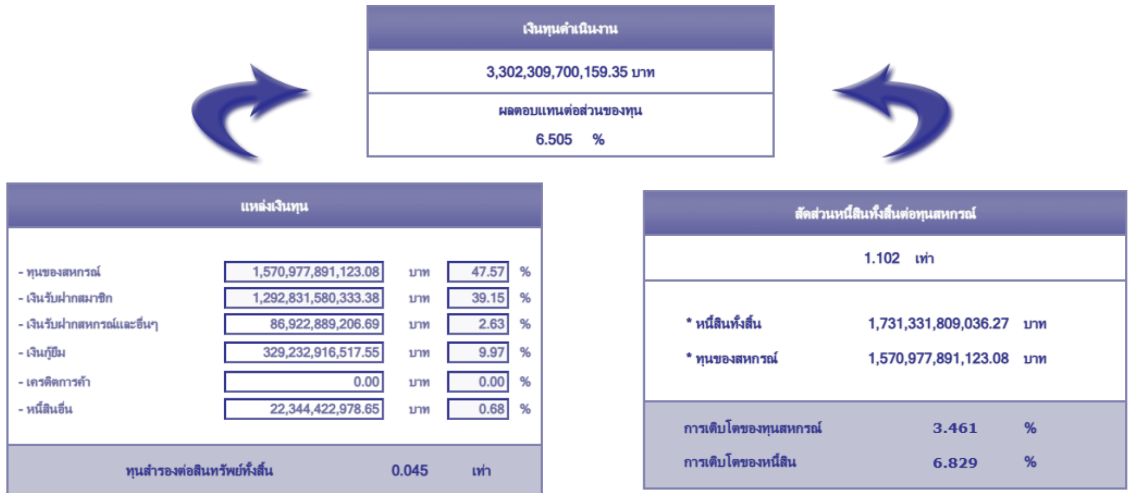 เงินทุนดำเนินงาน
3,302,309,700,159.35 บาท
ผลตอบแทนต่อส่วนของทุน
6.505 %
แหล่งเงินทุน
- ทุนของสหกรณ์ 1,570,977,891,123.08 บาท 47.57 %
- เงินรับฝากสมาชิก 1,292,831,580,333.38 บาท 39.15 %
- เงินรับฝากสหกรณ์และอื่นๆ 86,922,889,206.69 บาท 2.63 %
- เงินกู้ยืม 329,232,916,517.55 บาท 9.97 %
- เครดิตการค้า 0.00 บาท 0.00 %
- หนี้สินอื่น 22,344,422,978.65 บาท 0.68 %
ทุนสำรองต่อสินทรัพย์ทั้งสิ้น 0.045 เท่า
สัดส่วนหนี้สินทั้งสิ้นต่อทุนสหกรณ์
1.102 เท่า
* หนี้สินทั้งสิ้น 1,731,331,809,036.27 บาท
* ทุนของสหกรณ์ 1,570,977,891,123.08 บาท
การเติบโตของทุนสหกรณ์ 3.461 %
การเติบโตของหนี้สิน 6.829 %